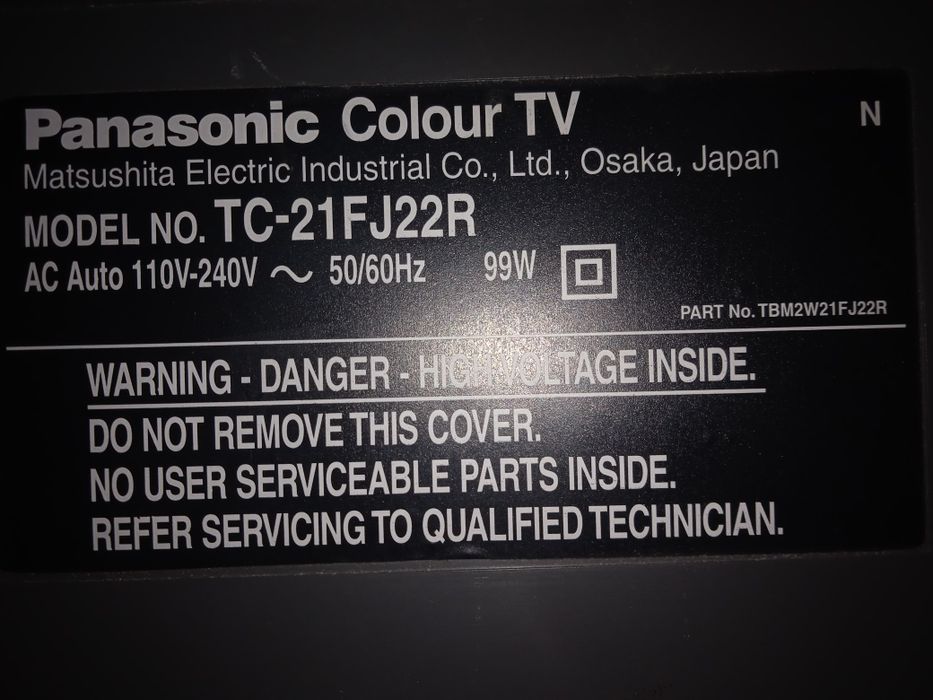 Panasonic Colour TV N
Matsushita Electric Industrial Co., Ltd., Osaka, Japan
MODEL NO. TC-21FJ22R
AC Auto 110V-240V ~ 50/60Hz 99W
PART No. TBM2W21FJ22R
WARNING - DANGER - HIGH VOLTAGE INSIDE.
DO NOT REMOVE THIS COVER.
NO USER SERVICEABLE PARTS INSIDE.
REFER SERVICING TO QUALIFIED TECHNICIAN.